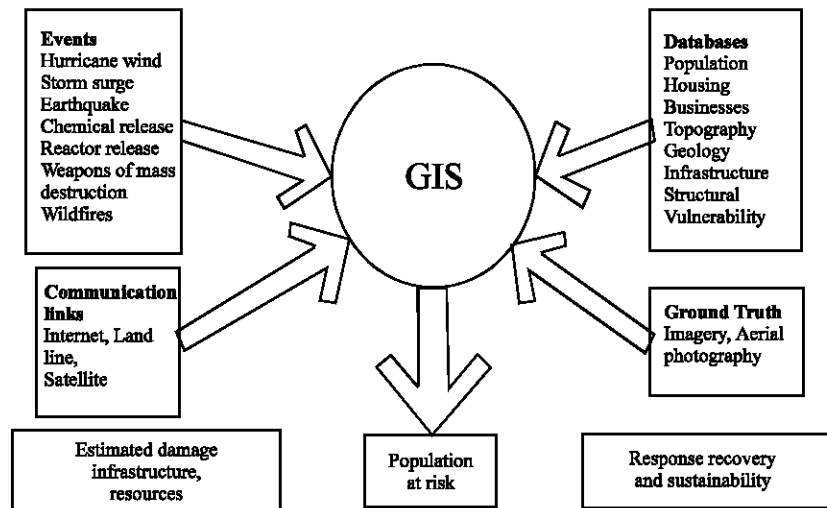 Events
Hurricane wind
Storm surge
Earthquake
Chemical release
Reactor release
Weapons of mass
destruction
Wildfires
GIS
Databases
Population
Housing
Businesses
Topography
Geology
Infrastructure
Structural
Vulnerability
Communication
links
Internet, Land
line,
Satellite
Ground Truth
Imagery, Aerial
photography
Estimated damage
infrastructure,
resources
Population
at risk
Response recovery
and sustainability